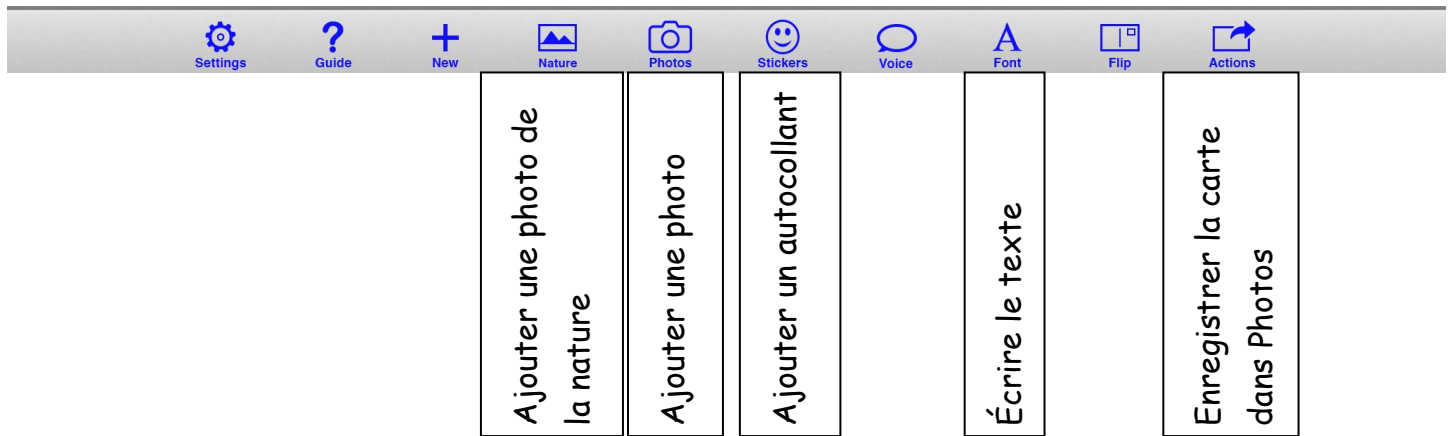 Settings
Guide
New
Nature
Photos
Stickers
Voice
Font
Flip
Actions
Ajouter une photo de
la nature
Ajouter une photo
Ajouter un autocollant
Écrire le texte
Enregistrer la carte
dans Photos